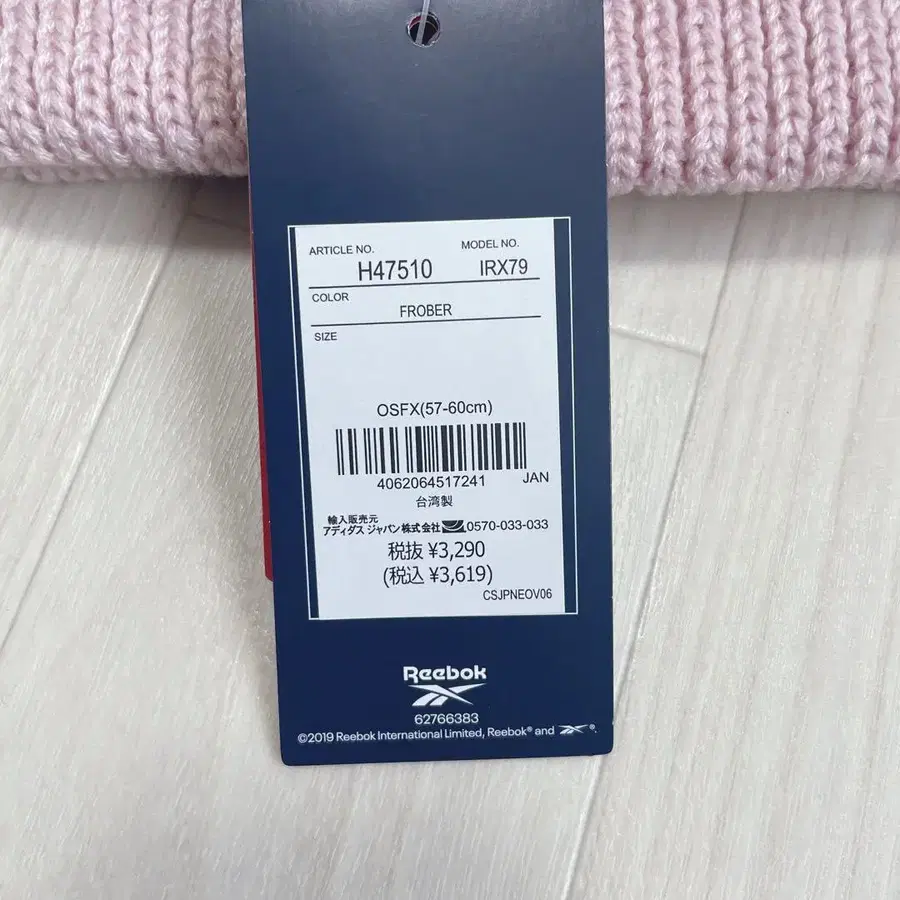 ARTICLE NO. MODEL NO.
H47510 IRX79
COLOR
FROBER
SIZE
OSFX(57-60cm)
4062064517241 JAN
台湾製
輸入販売元
アディダス ジャパン株式会社 0570-033-033
税抜 ¥3,290
(税込 ¥3,619)
CSJPNEOV06
Reebok
62766383
©2019 Reebok International Limited, Reebok® and ®.